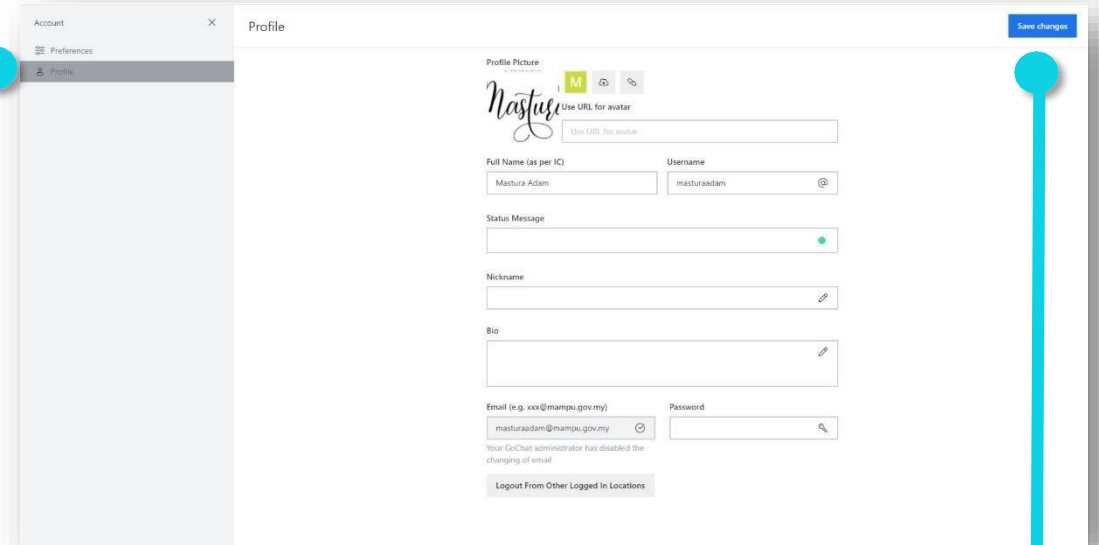 Account
Profile
Save changes
Preferences
Profile
Profile Picture
M
Nastur
Use URL for avatar
Use URL for avatar
Full Name (as per IC)
Username
Mastura Adam
masturaadam
@
Status Message
Nickname
Bio
Email (e.g. xxx@mampu.gov.my)
Password
masturaadam@mampu.gov.my
Your GoChat administrator has disabled the
changing of email
Logout From Other Logged In Locations